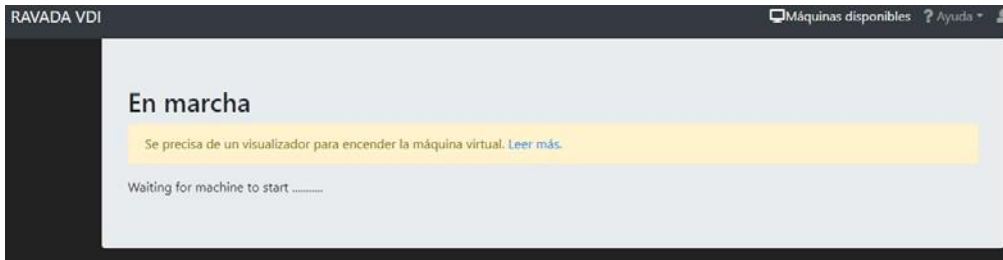 RAVADA VDI Máquinas disponibles ? Ayuda
En marcha
Se precisa de un visualizador para encender la máquina virtual. Leer más.
Waiting for machine to start ...........